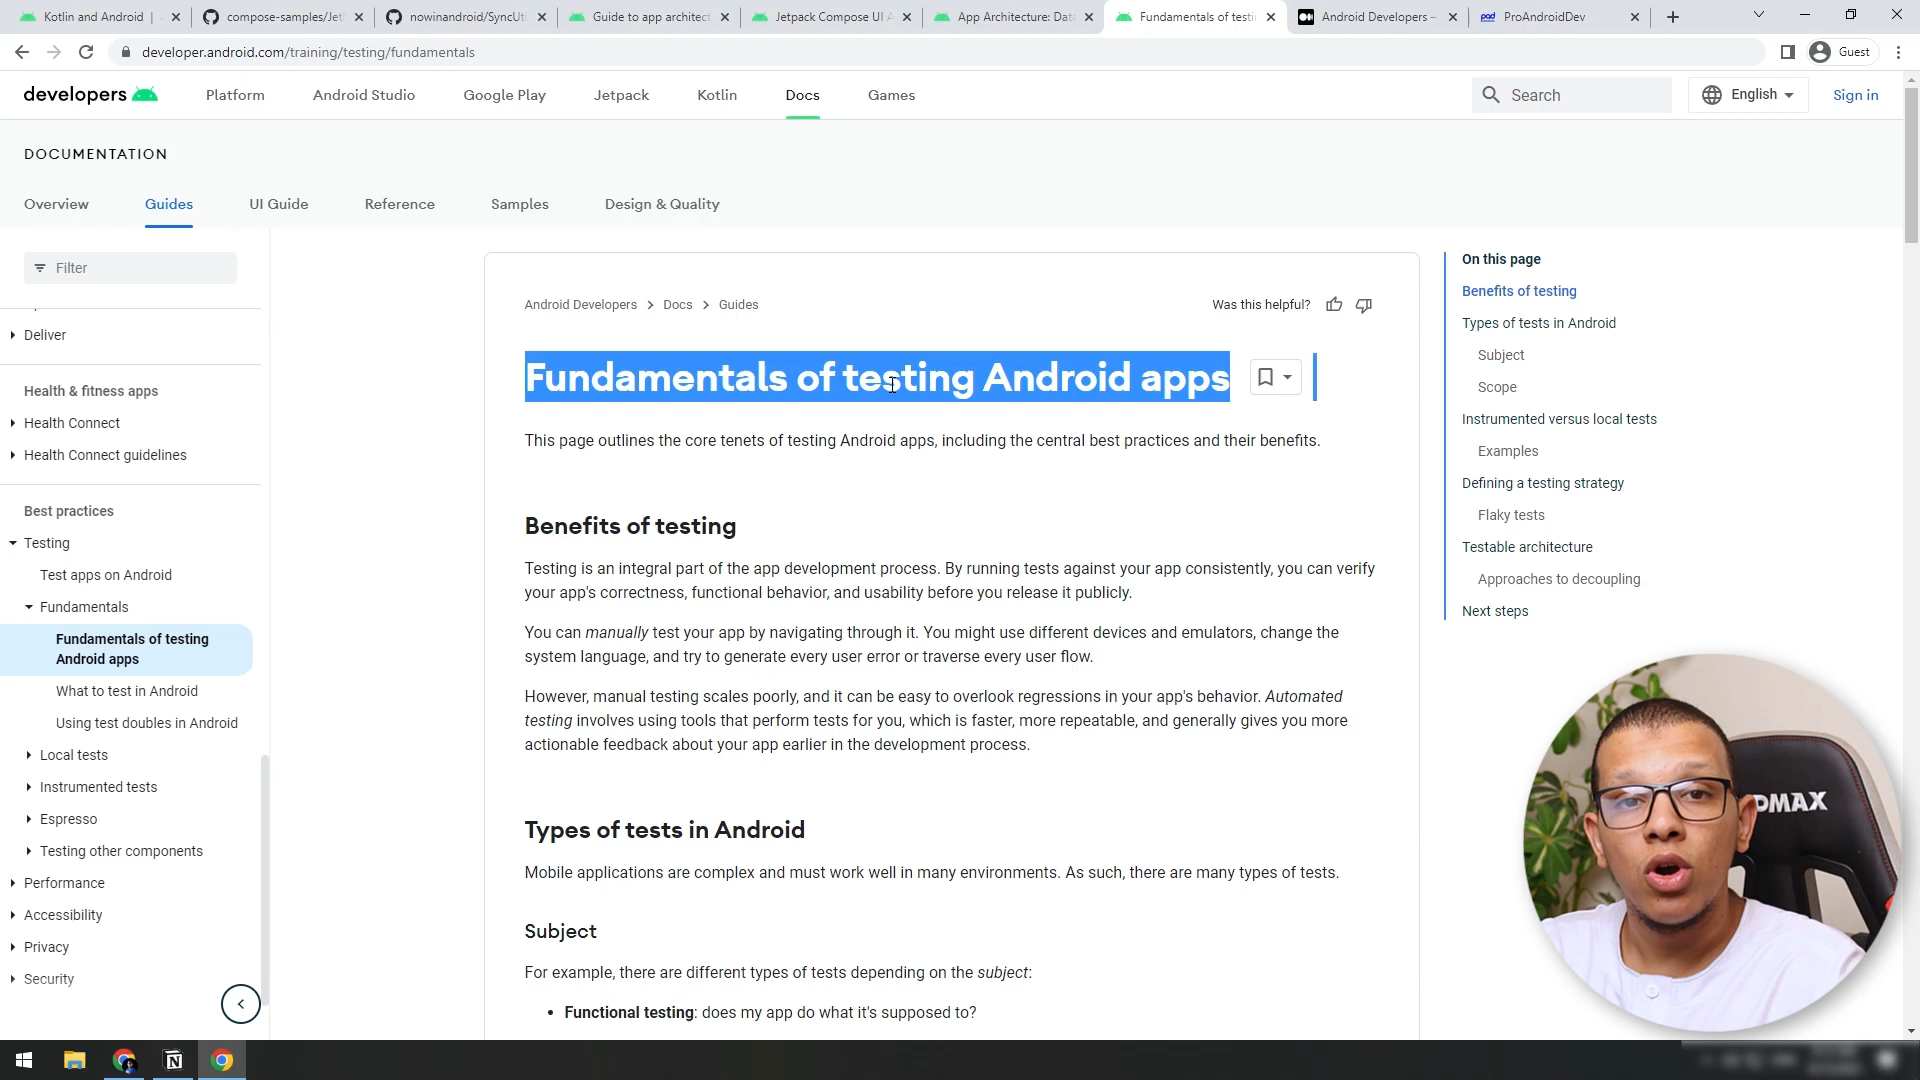 Kotlin and Android |
compose-samples/Jet
nowinandroid/SyncUti
Guide to app architect
Jetpack Compose UI A
App Architecture: Data
Fundamentals of testi
Android Developers –
pad
ProAndroidDev
developer.android.com/training/testing/fundamentals
Guest
developers
Platform
Android Studio
Google Play
Jetpack
Kotlin
Docs
Games
Search
English
Sign in
DOCUMENTATION
Overview
Guides
UI Guide
Reference
Samples
Design & Quality
Filter
Deliver
Health & fitness apps
Health Connect
Health Connect guidelines
Best practices
Testing
Test apps on Android
Fundamentals
Fundamentals of testing
Android apps
What to test in Android
Using test doubles in Android
Local tests
Instrumented tests
Espresso
Testing other components
Performance
Accessibility
Privacy
Security
Android Developers > Docs > Guides
Was this helpful?
Fundamentals of testing Android apps
This page outlines the core tenets of testing Android apps, including the central best practices and their benefits.
Benefits of testing
Testing is an integral part of the app development process. By running tests against your app consistently, you can verify
your app's correctness, functional behavior, and usability before you release it publicly.
You can manually test your app by navigating through it. You might use different devices and emulators, change the
system language, and try to generate every user error or traverse every user flow.
However, manual testing scales poorly, and it can be easy to overlook regressions in your app's behavior. Automated
testing involves using tools that perform tests for you, which is faster, more repeatable, and generally gives you more
actionable feedback about your app earlier in the development process.
Types of tests in Android
Mobile applications are complex and must work well in many environments. As such, there are many types of tests.
Subject
For example, there are different types of tests depending on the subject:
• Functional testing: does my app do what it's supposed to?
On this page
Benefits of testing
Types of tests in Android
Subject
Scope
Instrumented versus local tests
Examples
Defining a testing strategy
Flaky tests
Testable architecture
Approaches to decoupling
Next steps